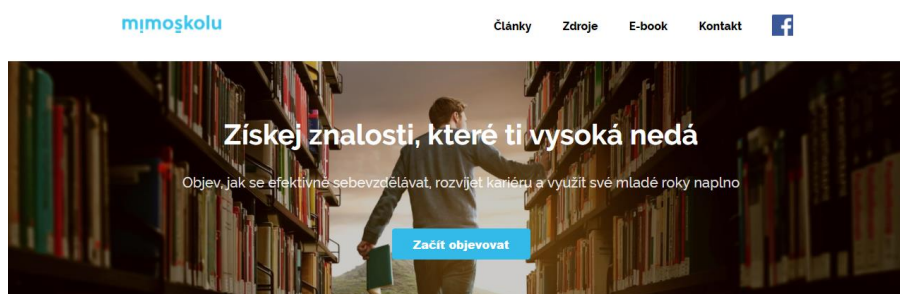 mimoskolu
Články Zdroje E-book Kontakt f
Získej znalosti, které ti vysoká nedá
Objev, jak se efektivně sebevzdělávat, rozvíjet kariéru a využít své mladé roky naplno
Začít objevovat